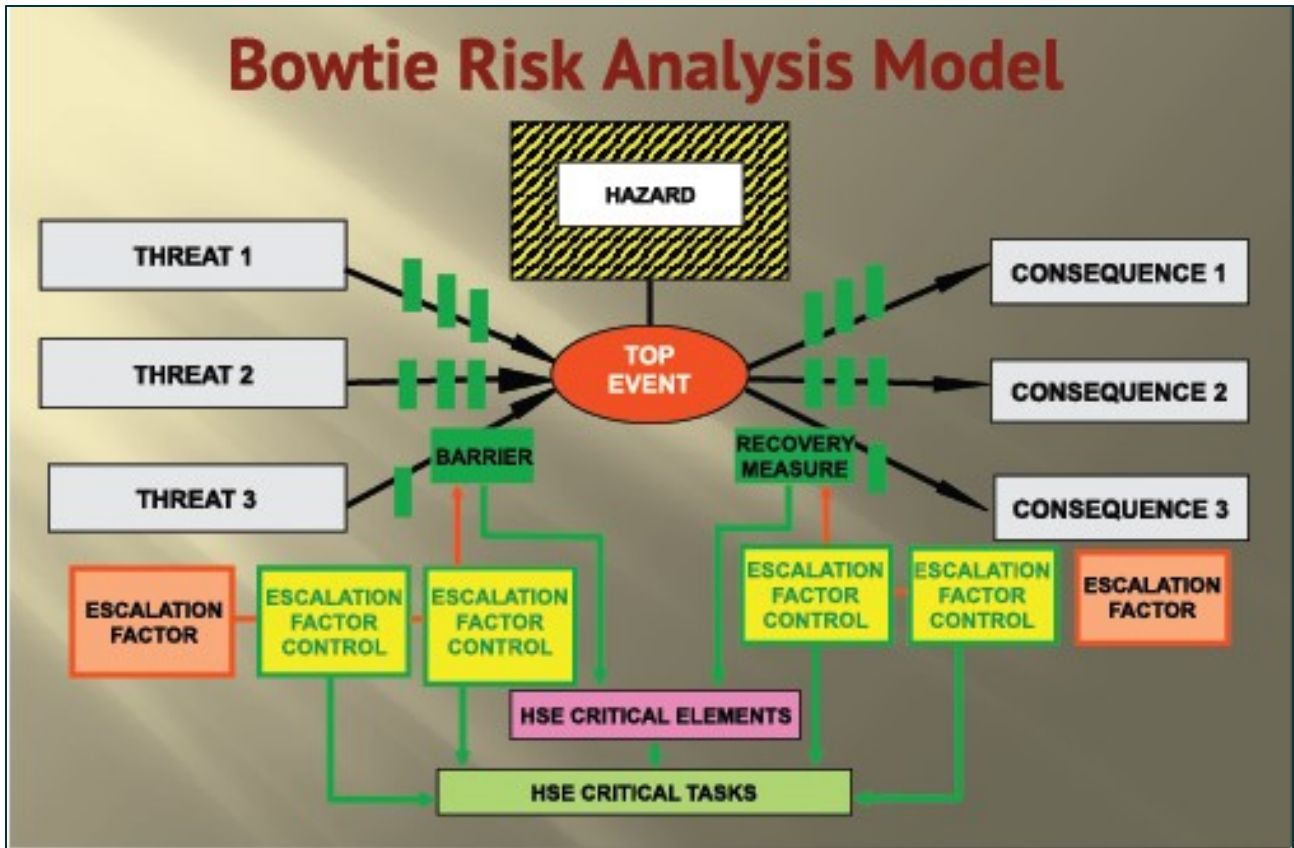 Bowtie Risk Analysis Model
HAZARD
THREAT 1
THREAT 2
THREAT 3
TOP
EVENT
CONSEQUENCE 1
CONSEQUENCE 2
CONSEQUENCE 3
BARRIER
RECOVERY
MEASURE
ESCALATION
FACTOR
ESCALATION
FACTOR
CONTROL
ESCALATION
FACTOR
CONTROL
ESCALATION
FACTOR
CONTROL
ESCALATION
FACTOR
CONTROL
ESCALATION
FACTOR
HSE CRITICAL ELEMENTS
HSE CRITICAL TASKS